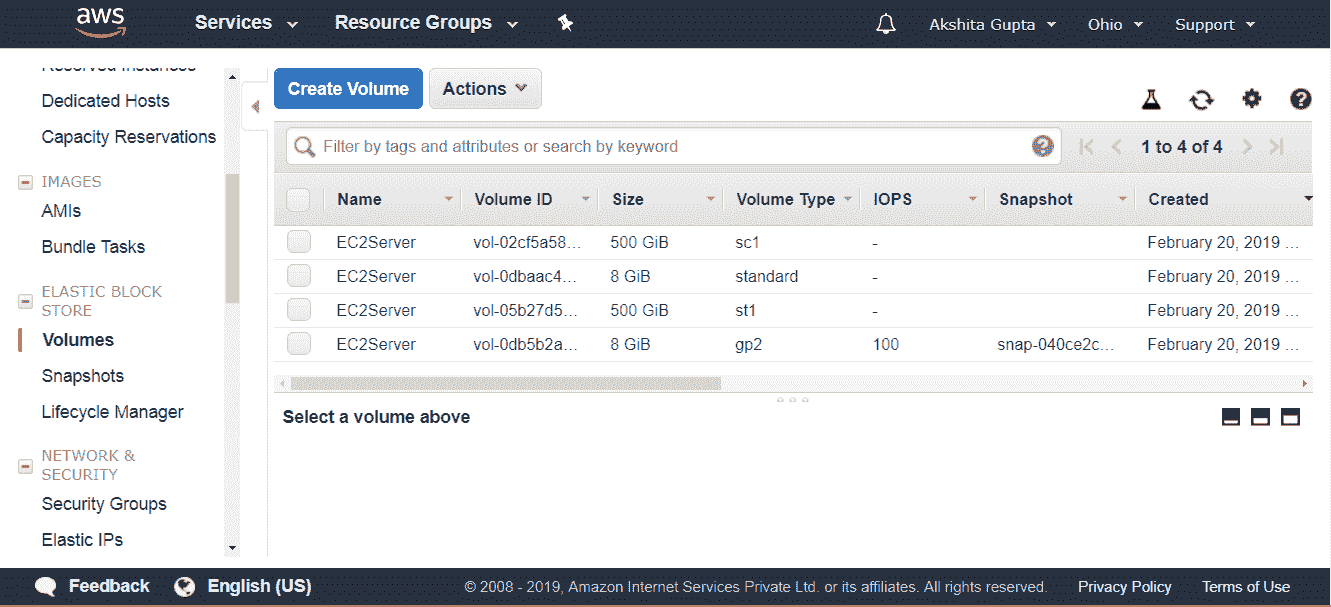 aws Services Resource Groups Akshita Gupta Ohio Support
Reserved Instances
Dedicated Hosts
Capacity Reservations
IMAGES
AMIs
Bundle Tasks
ELASTIC BLOCK
STORE
Volumes
Snapshots
Lifecycle Manager
NETWORK &
SECURITY
Security Groups
Elastic IPs
Create Volume Actions
Filter by tags and attributes or search by keyword 1 to 4 of 4
Name Volume ID Size Volume Type IOPS Snapshot Created
EC2Server vol-02cf5a58... 500 GiB sc1 - February 20, 2019 ...
EC2Server vol-0dbaac4... 8 GiB standard - February 20, 2019 ...
EC2Server vol-05b27d5... 500 GiB st1 - February 20, 2019 ...
EC2Server vol-0db5b2a... 8 GiB gp2 100 snap-040ce2c... February 20, 2019 ...
Select a volume above
Feedback English (US) © 2008 - 2019, Amazon Internet Services Private Ltd. or its affiliates. All rights reserved. Privacy Policy Terms of Use